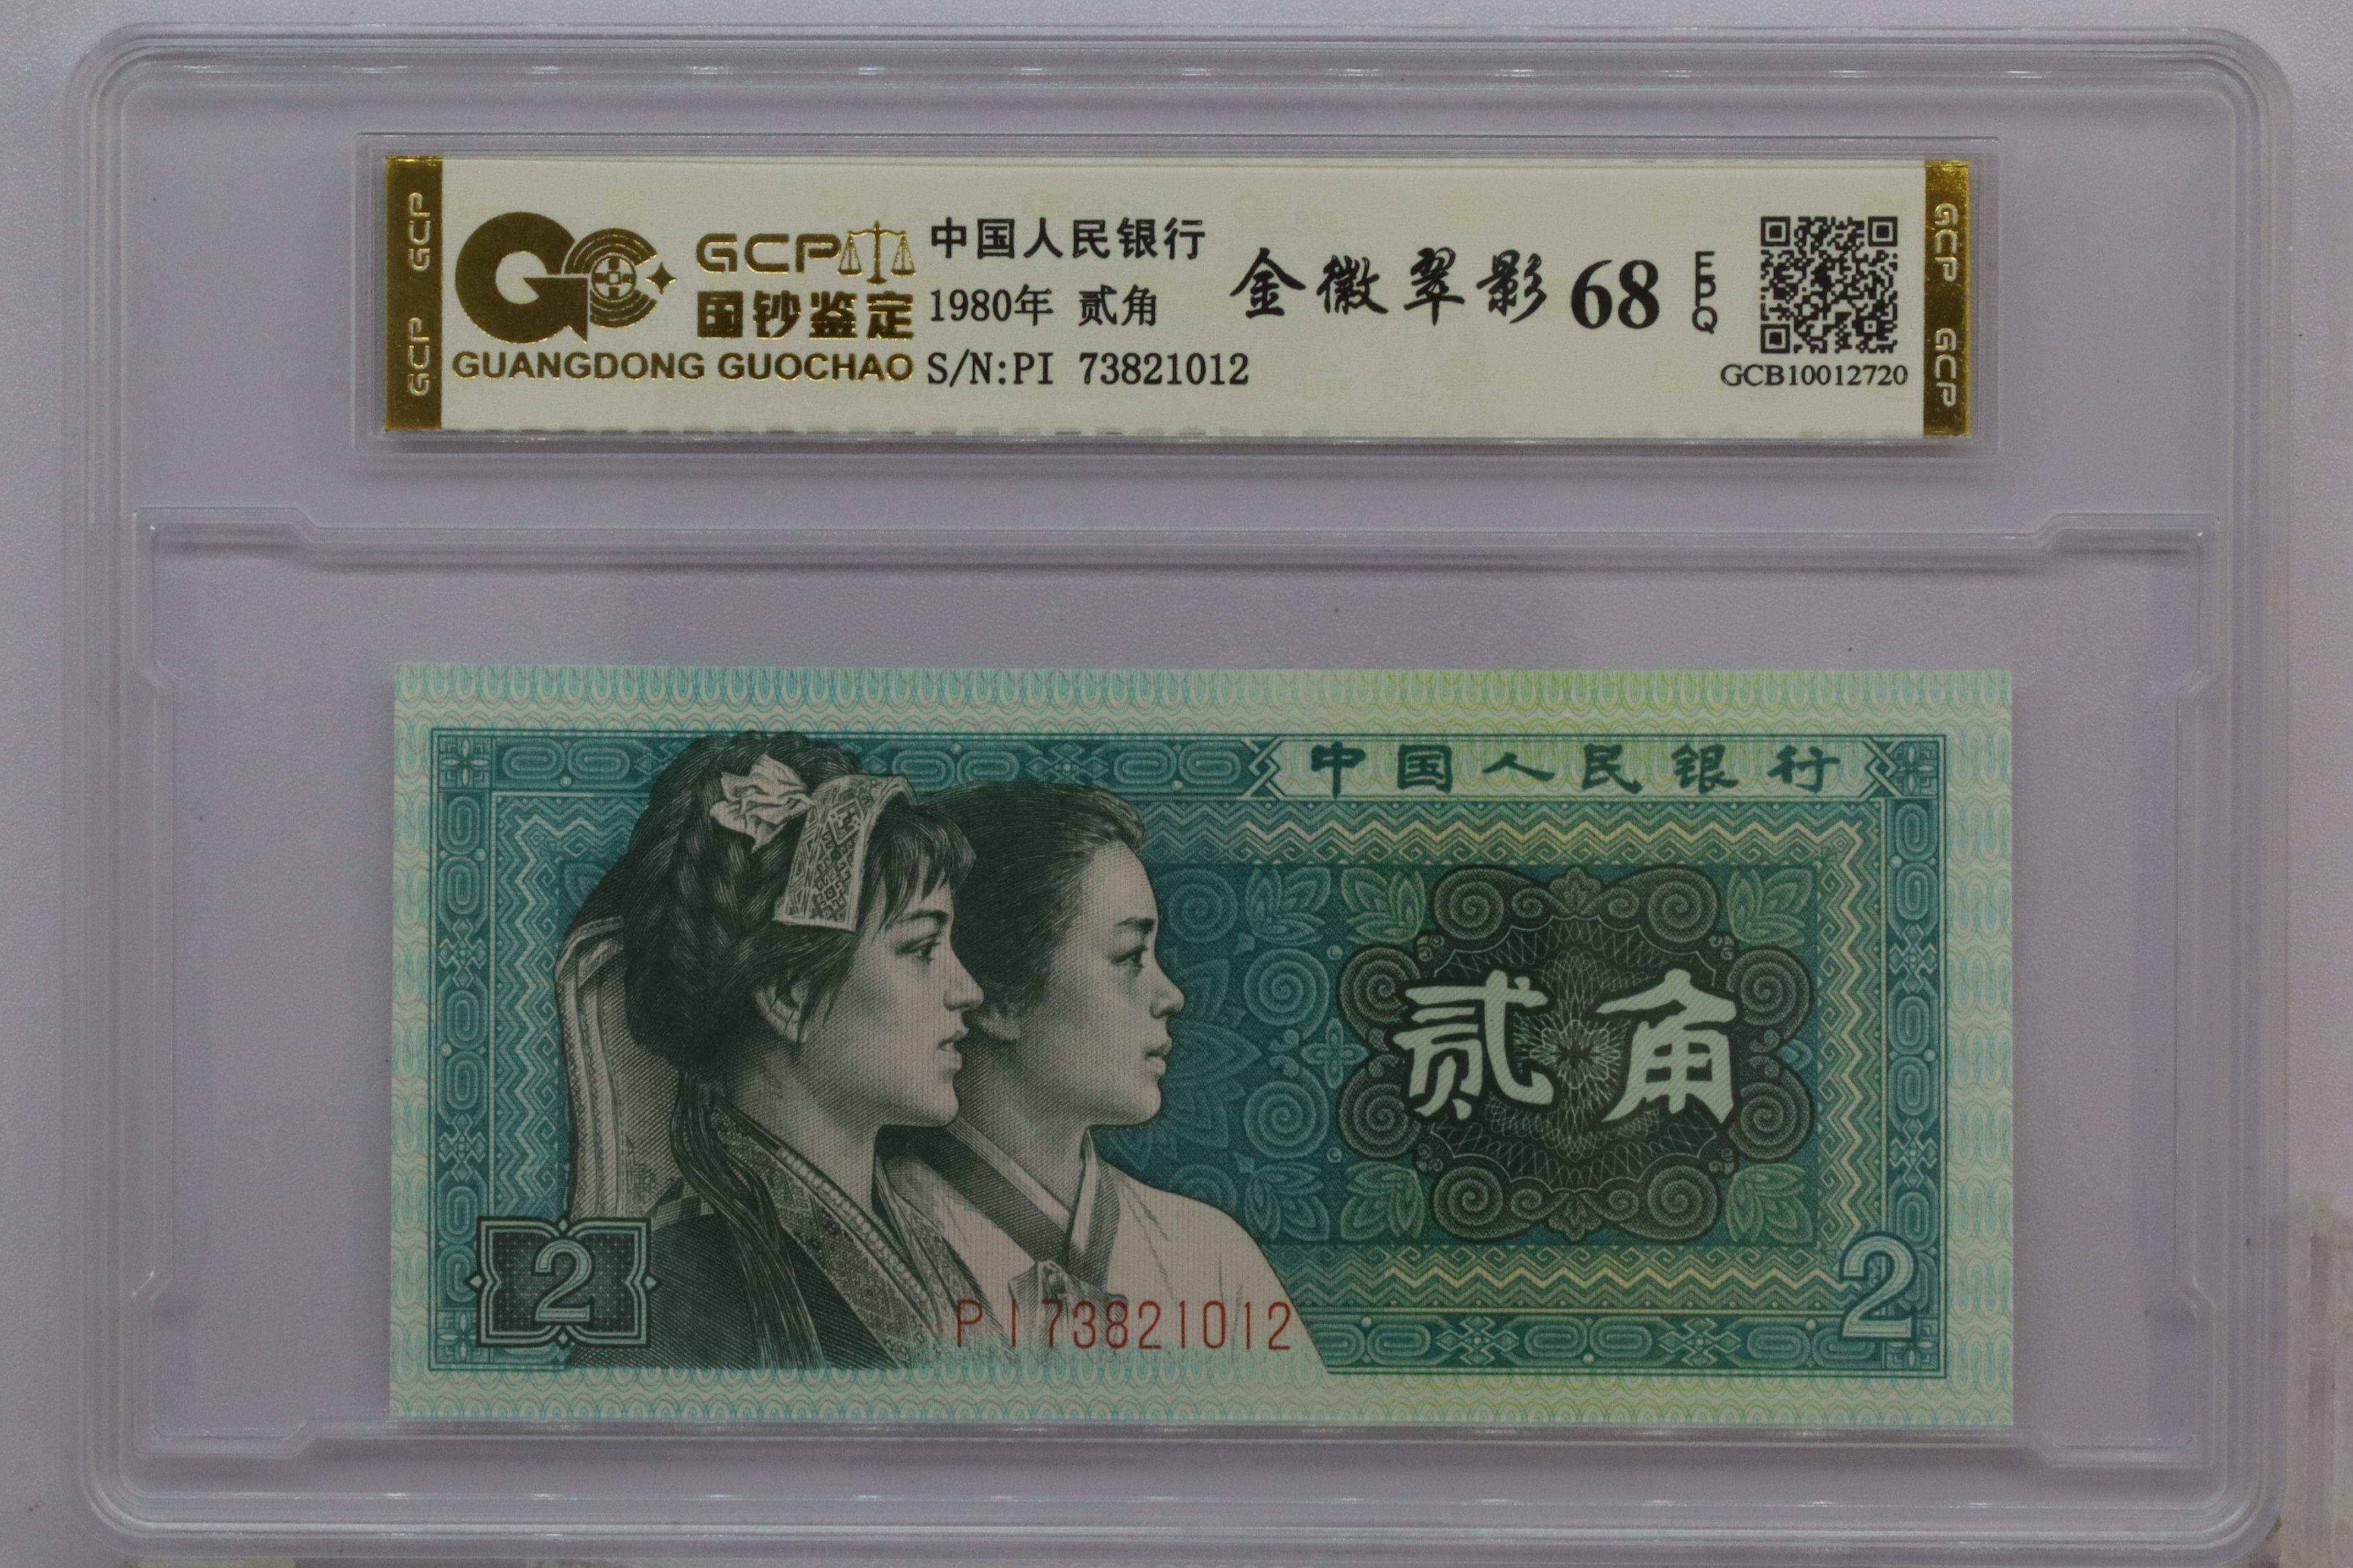 GCP GCP
GCP
国钞鉴定
GUANGDONG GUOCHAO
中国人民银行
1980年 贰角
S/N:PI 73821012
金徽翠影 68 EPQ
GCB10012720
GCP GCP
中国人民银行
贰角
2
PI73821012
2